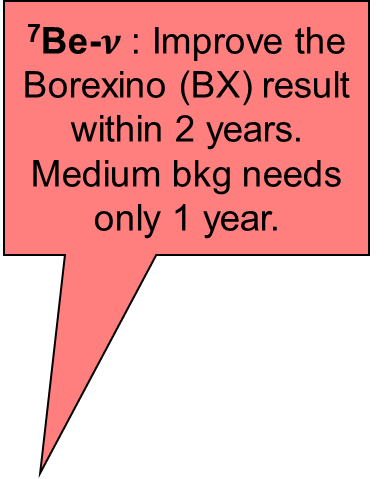 ⁷Be-ν : Improve the
Borexino (BX) result
within 2 years.
Medium bkg needs
only 1 year.